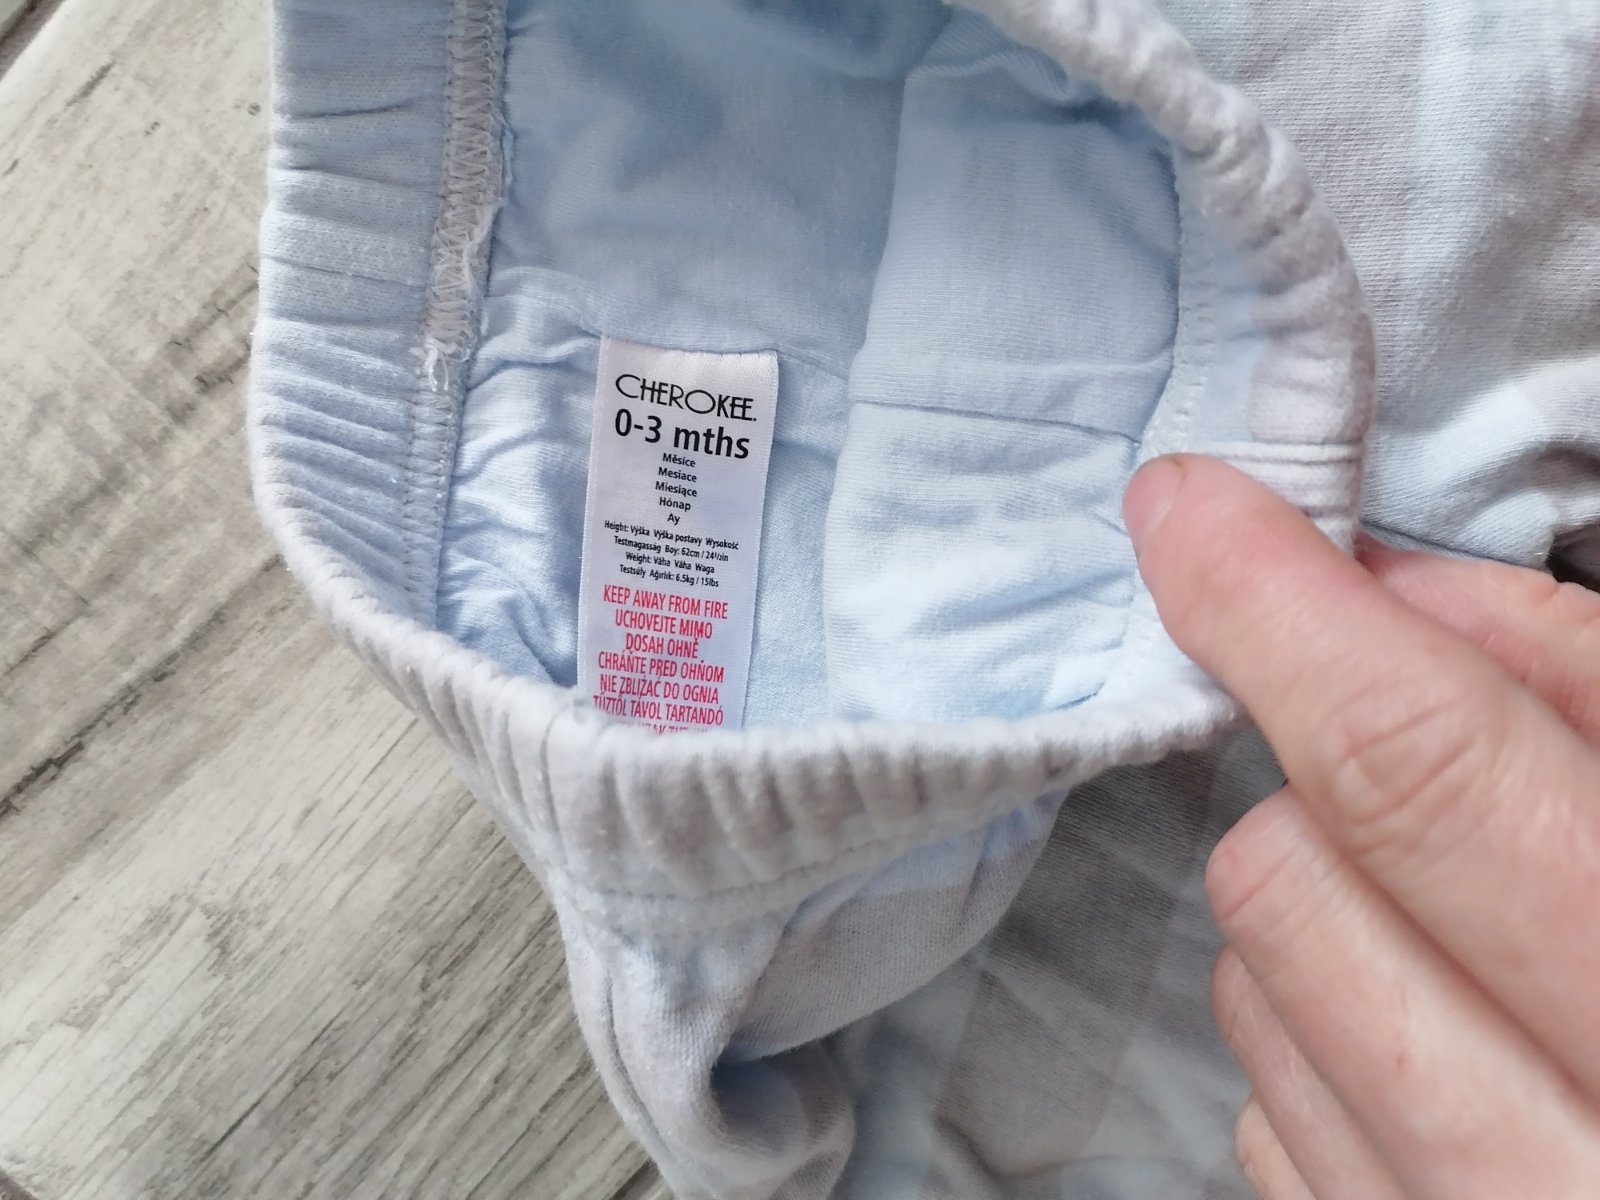 CHEROKEE
0-3 mths
Měsíce
Mesiace
Miesiące
Hónap
Ay
Height: Výška Výška postavy Wysokość
Testmagasság Boy: 62cm / 24½in
Weight: Váha Váha Waga
Testsúly Ağırlık: 6.5kg / 15lbs
KEEP AWAY FROM FIRE
UCHOVEJTE MIMO
DOSAH OHNĚ
CHRÁŇTE PRED OHŇOM
NIE ZBLIŻAĆ DO OGNIA
TŰZTŐL TÁVOL TARTANDÓ